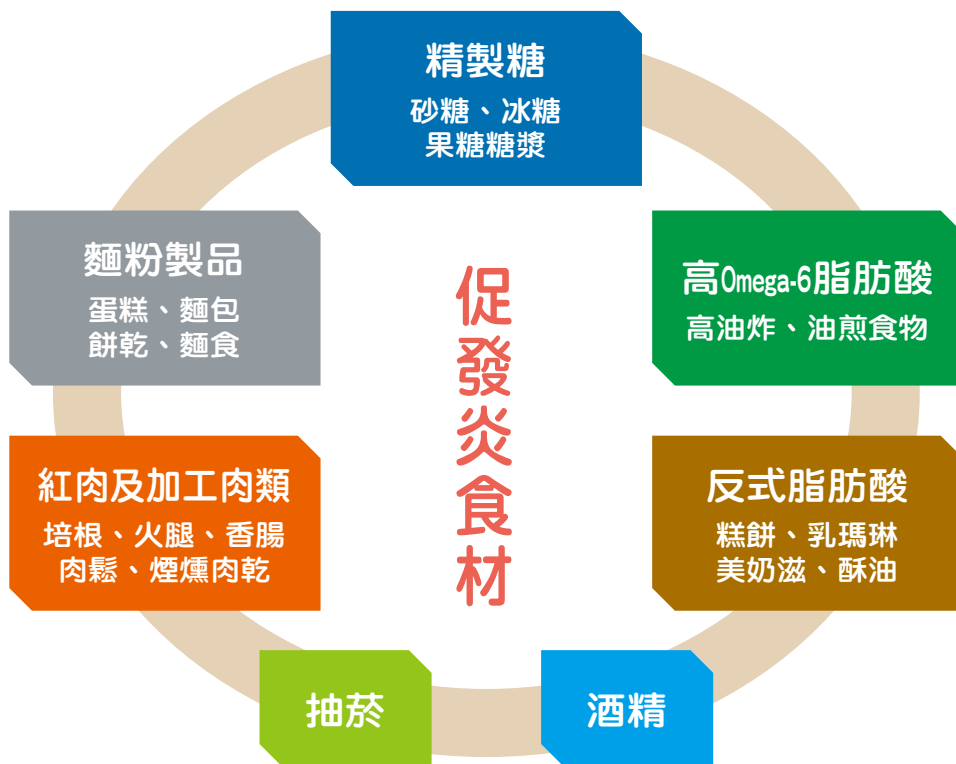 精製糖
砂糖、冰糖
果糖糖漿
麵粉製品
蛋糕、麵包
餅乾、麵食
高Omega-6脂肪酸
高油炸、油煎食物
促發炎食材
紅肉及加工肉類
培根、火腿、香腸
肉鬆、煙燻肉乾
反式脂肪酸
糕餅、乳瑪琳
美奶滋、酥油
抽菸
酒精